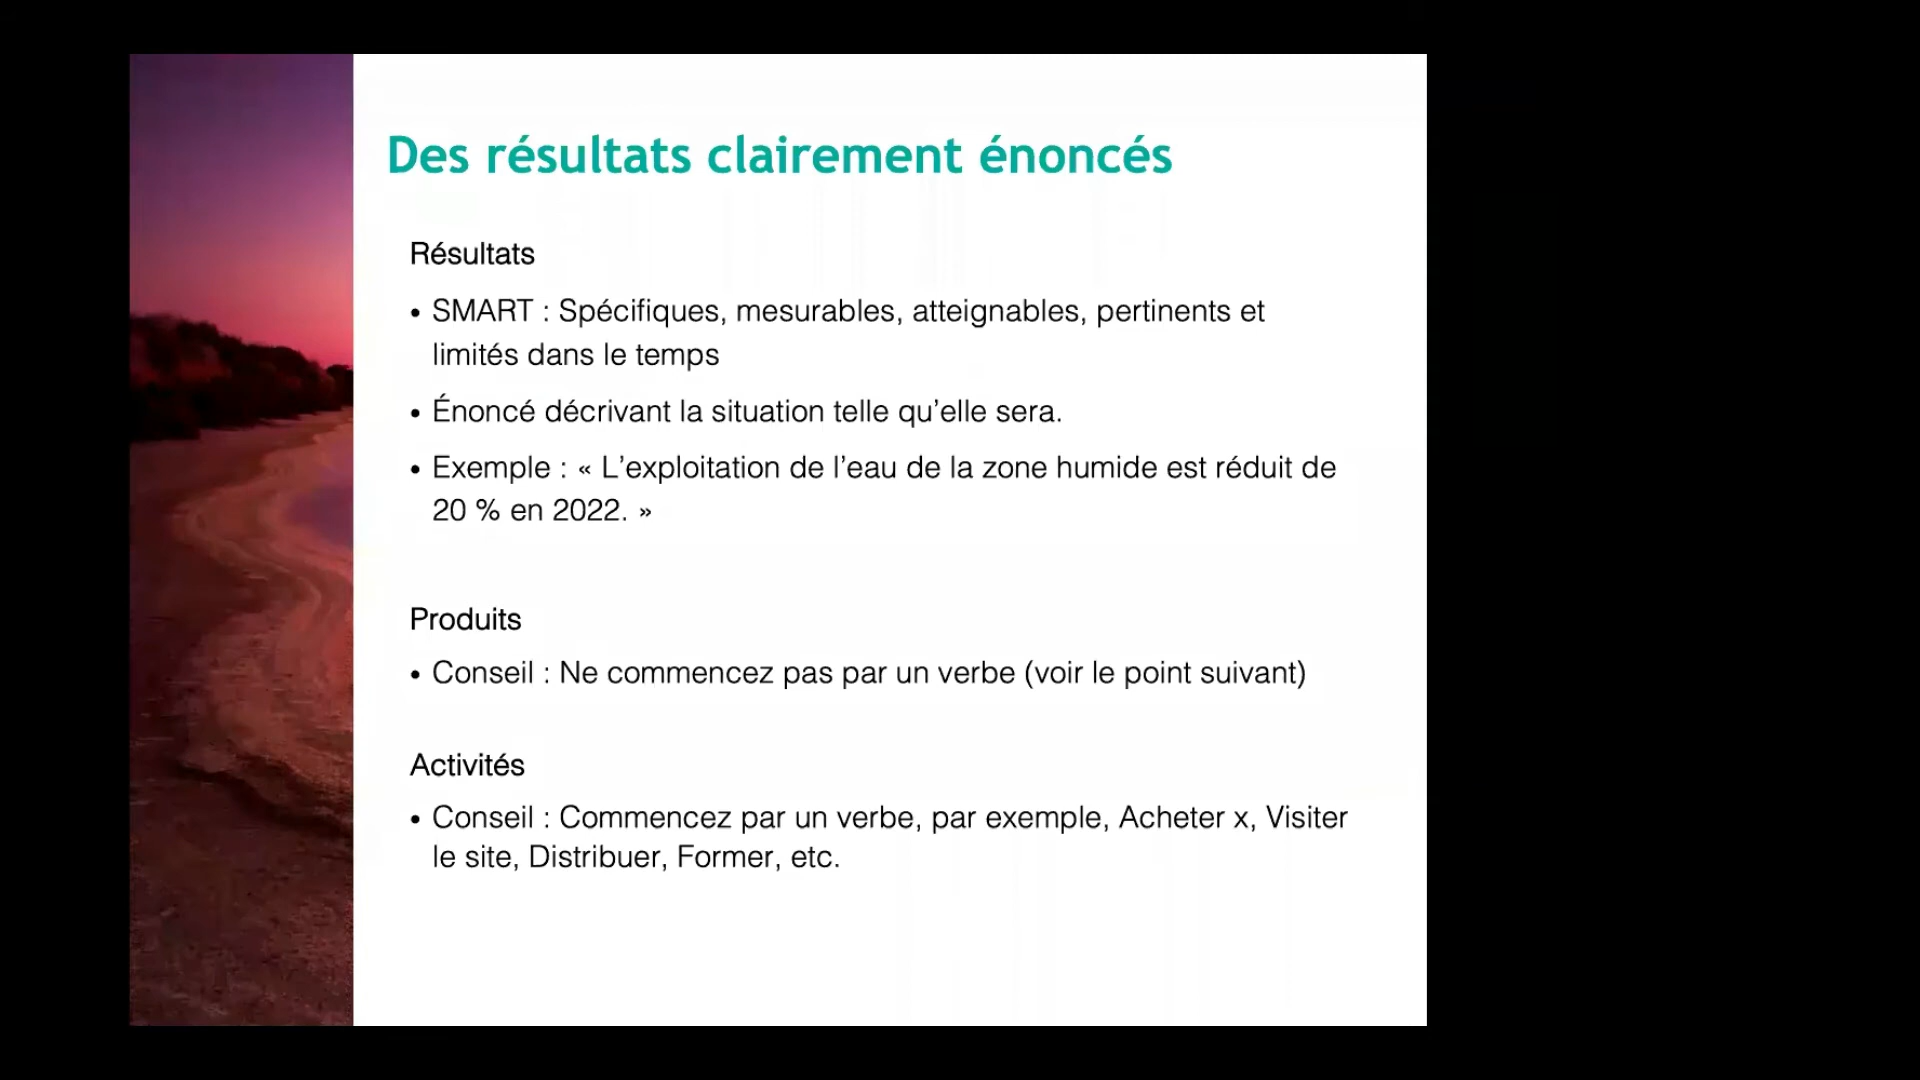 Des résultats clairement énoncés
Résultats
• SMART : Spécifiques, mesurables, atteignables, pertinents et
limités dans le temps
• Énoncé décrivant la situation telle qu’elle sera.
• Exemple : « L’exploitation de l’eau de la zone humide est réduit de
20 % en 2022. »
Produits
• Conseil : Ne commencez pas par un verbe (voir le point suivant)
Activités
• Conseil : Commencez par un verbe, par exemple, Acheter x, Visiter
le site, Distribuer, Former, etc.